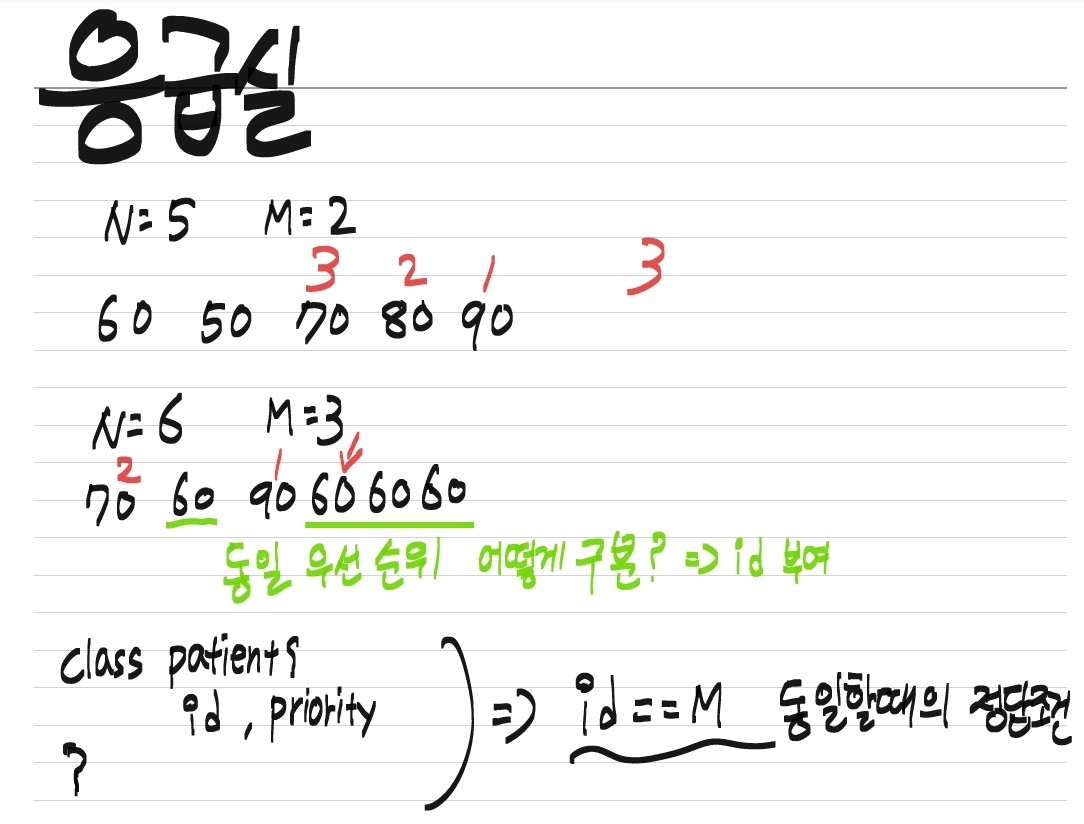 응급실
N=5 M=2
3 2 1 3
60 50 70 80 90
N=6 M=3
2 1
70 60 90 60 60 60
동일 우선순위 어떻게 구분? => id 부여
class patient{
id, priority
}
=> id==M 동일할때의 정답조건